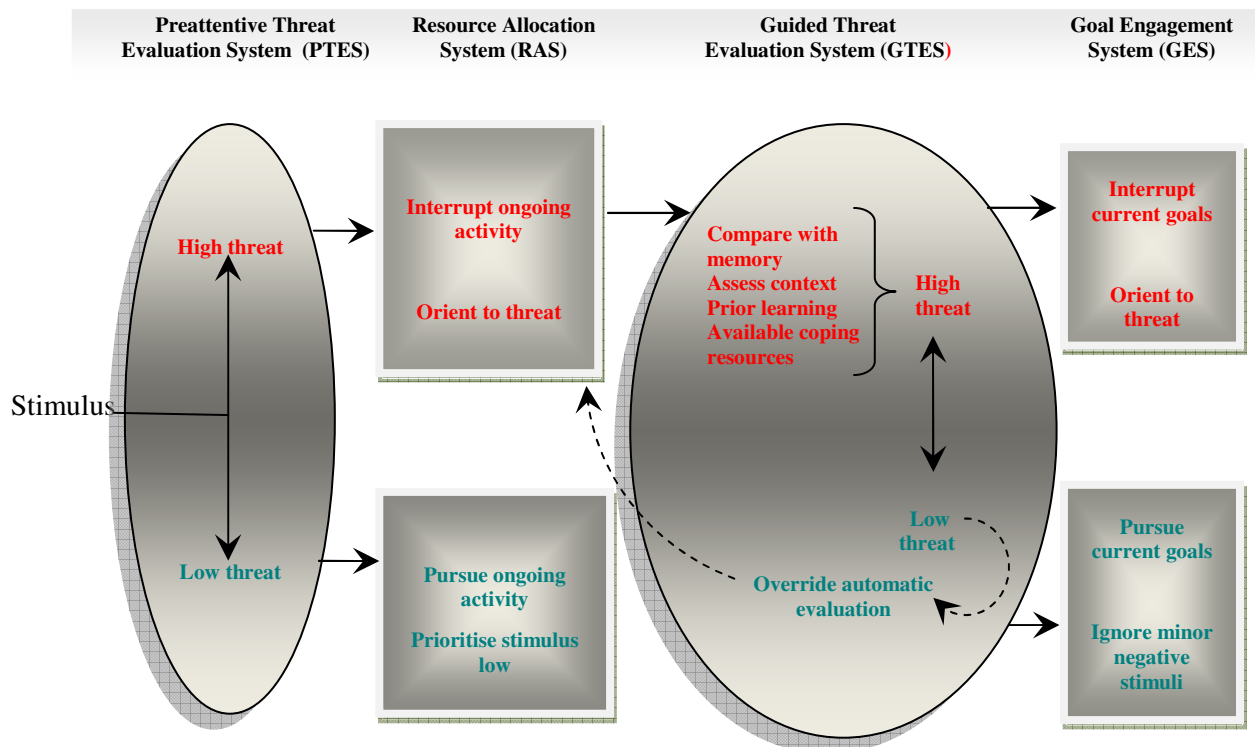 Preattentive Threat
Evaluation System (PTES)
Resource Allocation
System (RAS)
Guided Threat
Evaluation System (GTES)
Goal Engagement
System (GES)
Stimulus
High threat
Low threat
Interrupt ongoing
activity
Orient to threat
Pursue ongoing
activity
Prioritise stimulus
low
Compare with
memory
Assess context
Prior learning
Available coping
resources
High
threat
Low
threat
Override automatic
evaluation
Interrupt
current goals
Orient to
threat
Pursue
current goals
Ignore minor
negative
stimuli